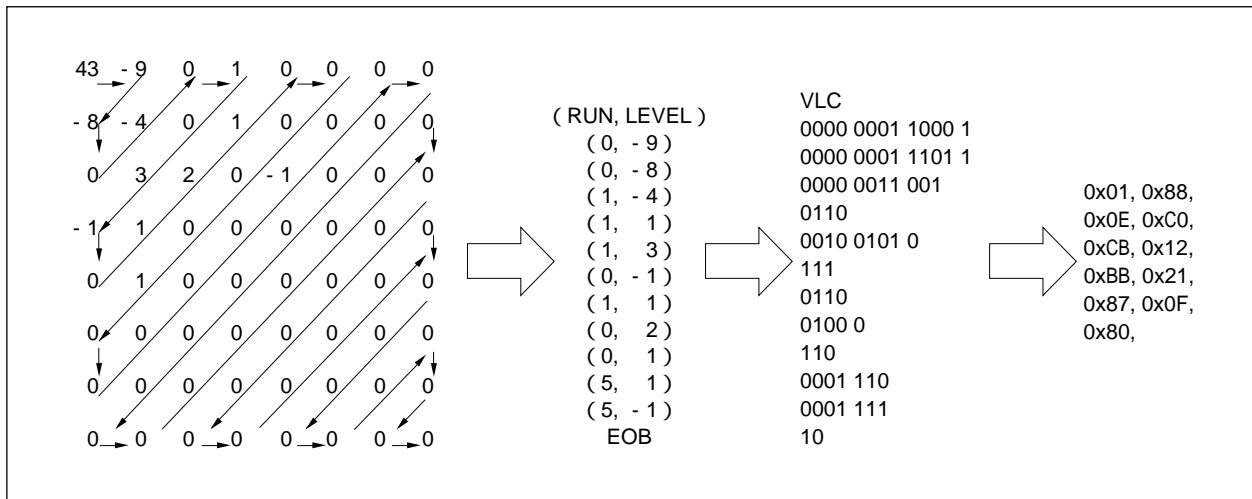 43 - 9 0 1 0 0 0 0
- 8 - 4 0 1 0 0 0 0
0 3 2 0 - 1 0 0 0
- 1 1 0 0 0 0 0 0
0 1 0 0 0 0 0 0
0 0 0 0 0 0 0 0
0 0 0 0 0 0 0 0
0 0 0 0 0 0 0 0
( RUN, LEVEL )
( 0, - 9 )
( 0, - 8 )
( 1, - 4 )
( 1, 1 )
( 1, 3 )
( 0, - 1 )
( 1, 1 )
( 0, 2 )
( 0, 1 )
( 5, 1 )
( 5, - 1 )
EOB
VLC
0000 0001 1000 1
0000 0001 1101 1
0000 0011 001
0110
0010 0101 0
111
0110
0100 0
110
0001 110
0001 111
10
0x01, 0x88,
0x0E, 0xC0,
0xCB, 0x12,
0xBB, 0x21,
0x87, 0x0F,
0x80,